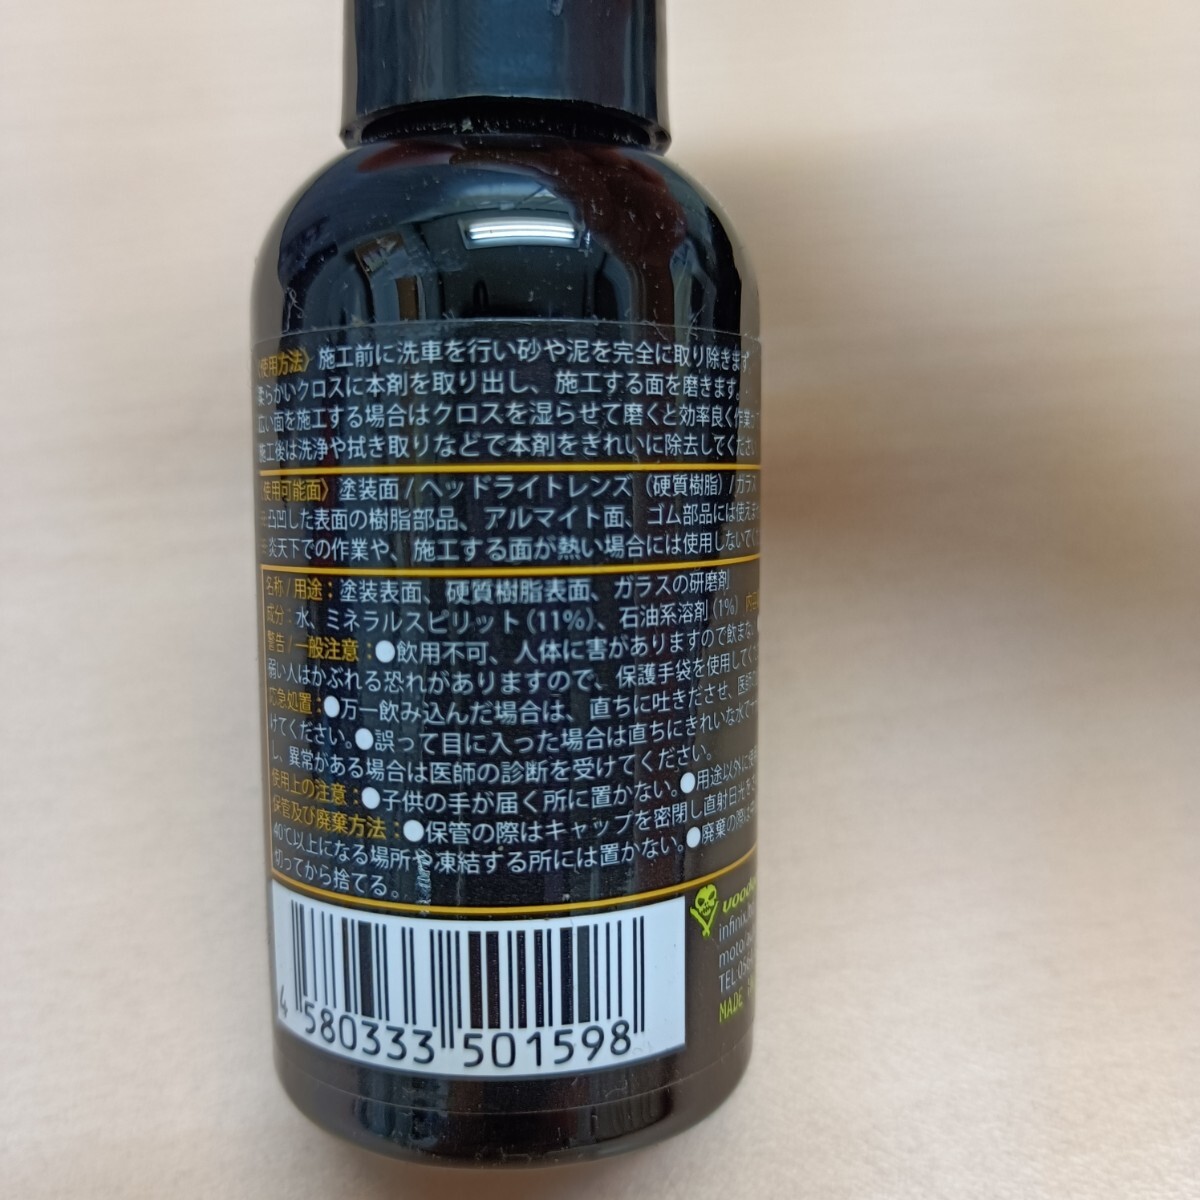 〈使用方法〉 施工前に洗車を行い砂や泥を完全に取り除きます
柔らかいクロスに本剤を取り出し、施工する面を磨きます。
広い面を施工する場合はクロスを湿らせて磨くと効率良く作業
施工後は洗浄や拭き取りなどで本剤をきれいに除去してくださ
〈使用可能面〉 塗装面 / ヘッドライトレンズ (硬質樹脂) / ガラス
凸凹した表面の樹脂部品、アルマイト面、ゴム部品には使え
炎天下での作業や、施工する面が熱い場合には使用しないでく
名称 / 用途 : 塗装表面、硬質樹脂表面、ガラスの研磨剤
成分 : 水、ミネラルスピリット (11%)、石油系溶剤 (1%) 内容
警告 / 一般注意 : ●飲用不可、人体に害がありますので飲まない
弱い人はかぶれる恐れがありますので、保護手袋を使用して
応急処置 : ●万一飲み込んだ場合は、直ちに吐きださせ、医師
けてください。●誤って目に入った場合は直ちにきれいな水で
し、異常がある場合は医師の診断を受けてください。
使用上の注意 : ●子供の手が届く所に置かない。●用途以外に使
保管及び廃棄方法 : ●保管の際はキャップを密閉し直射日光を
40℃以上になる場所や凍結する所には置かない。●廃棄の際は
切ってから捨てる。
voodo
infinix.
moto.
TEL:056
MADE
4 580333 501598